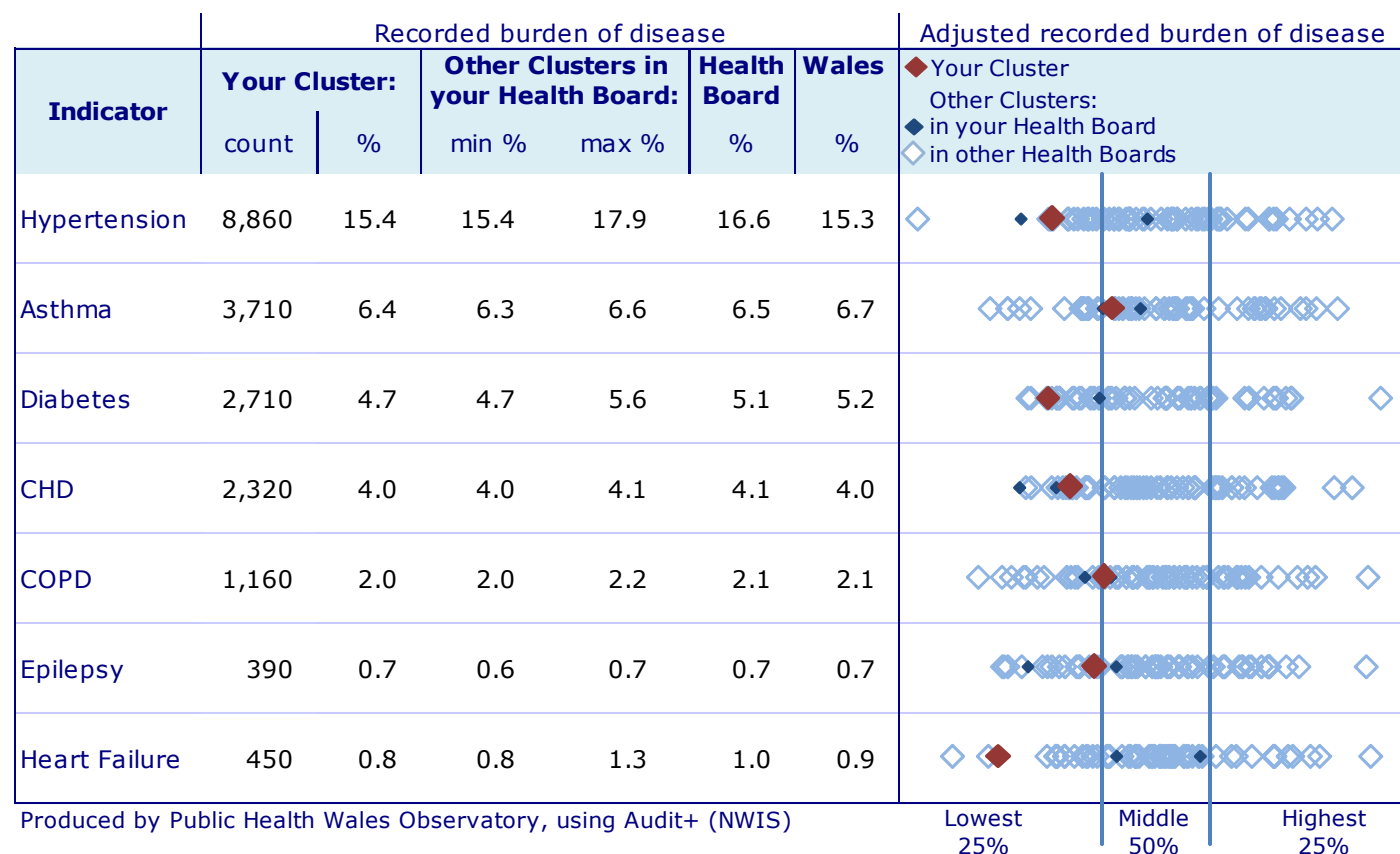 Recorded burden of disease Adjusted recorded burden of disease
Indicator Your Cluster: Other Clusters in your Health Board: Health Board Wales
count % min % max % % %
Your Cluster
Other Clusters:
in your Health Board
in other Health Boards
Hypertension 8,860 15.4 15.4 17.9 16.6 15.3
Asthma 3,710 6.4 6.3 6.6 6.5 6.7
Diabetes 2,710 4.7 4.7 5.6 5.1 5.2
CHD 2,320 4.0 4.0 4.1 4.1 4.0
COPD 1,160 2.0 2.0 2.2 2.1 2.1
Epilepsy 390 0.7 0.6 0.7 0.7 0.7
Heart Failure 450 0.8 0.8 1.3 1.0 0.9
Produced by Public Health Wales Observatory, using Audit+ (NWIS)
Lowest 25% Middle 50% Highest 25%